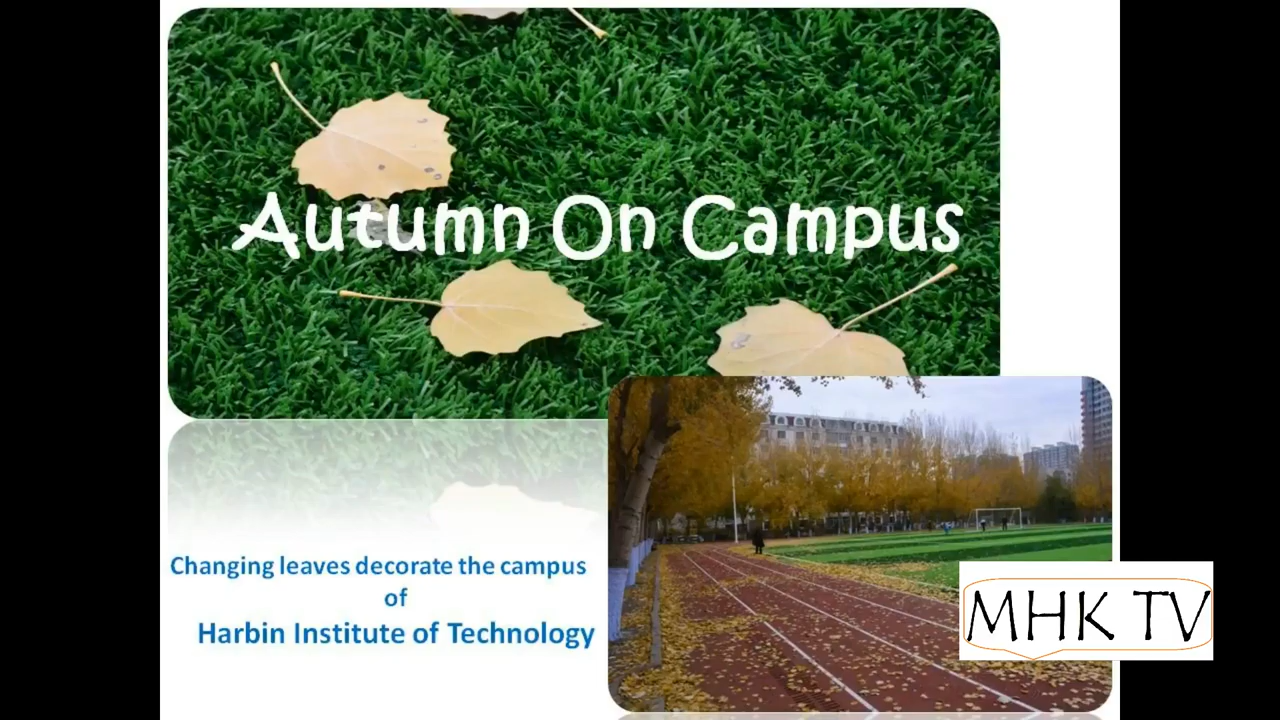 Autumn On Campus
Changing leaves decorate the campus
of
Harbin Institute of Technology
MHK TV